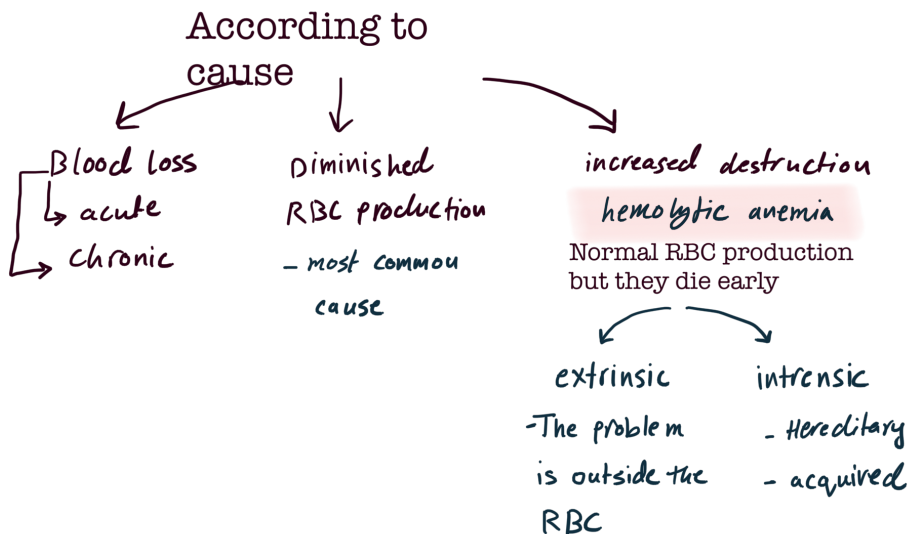 According to
cause
Blood loss
acute
chronic
Diminished
RBC production
- most common
cause
increased destruction
hemolytic anemia
Normal RBC production
but they die early
extrinsic
- The problem
is outside the
RBC
intrensic
- Hereditary
- acquired